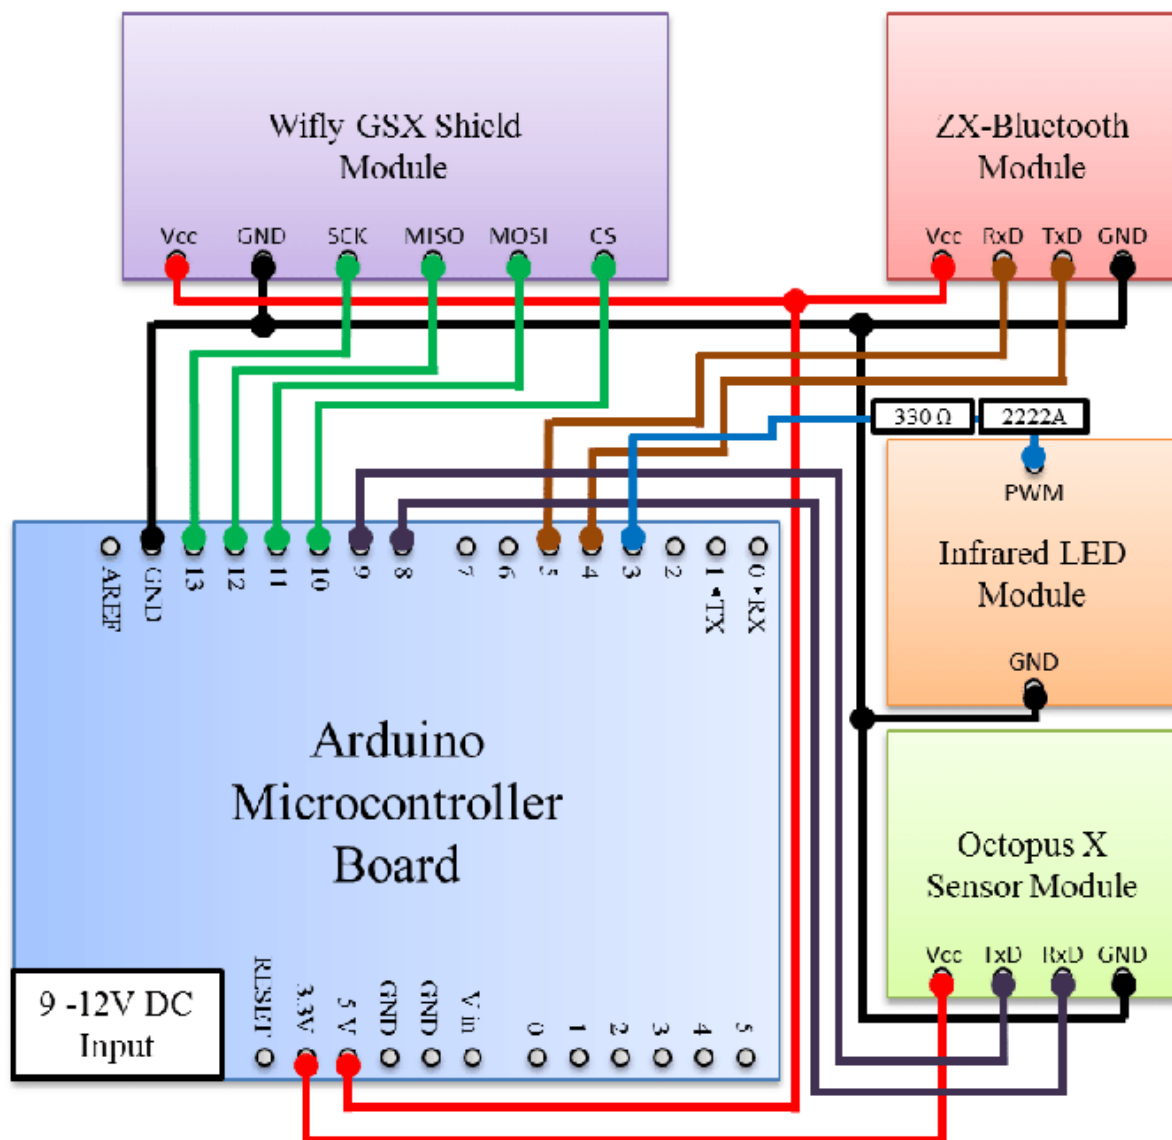 Wifly GSX Shield
Module
Vcc GND SCK MISO MOSI CS
ZX-Bluctooth
Module
Vcc RxD TxD GND
330 Ω
2222A
PWM
Infrared LED
Module
GND
AREF GND 13 12 11 10 9 8 7 6 5 4 3 2 1◂TX 0▸RX
Arduino
Microcontroller
Board
Octopus X
Sensor Module
Vcc TxD RxD GND
RESET 3.3V 5 V GND GND Vin 0 1 2 3 4 5
9 -12V DC
Input